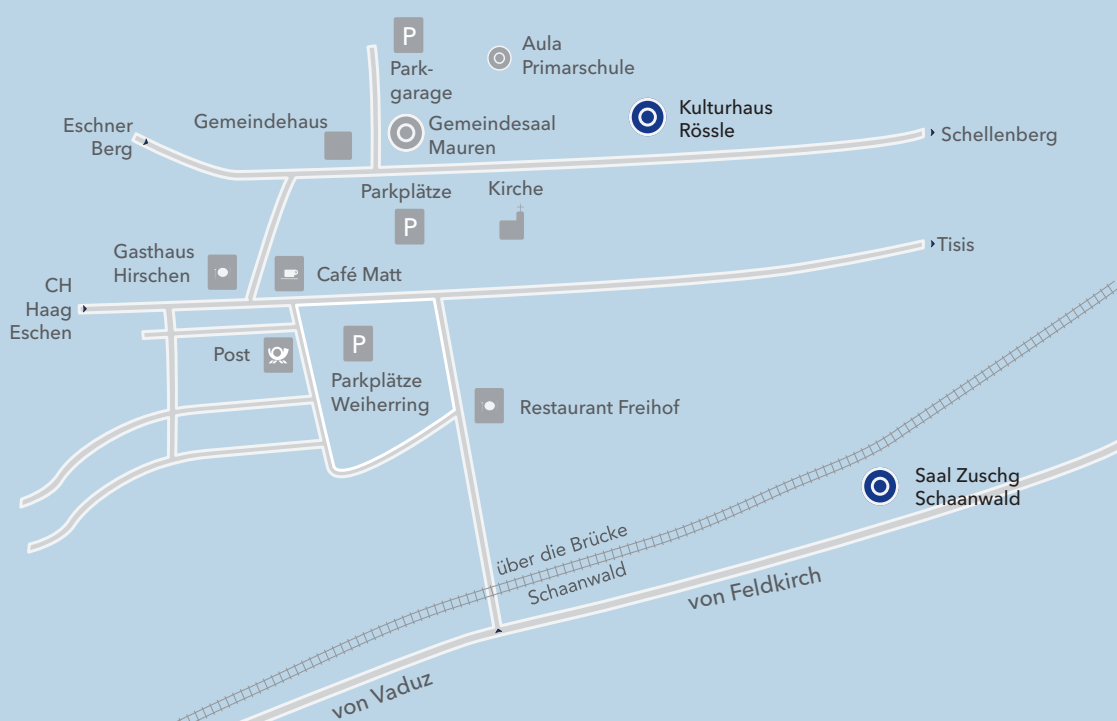 P
Park-
garage
Aula
Primarschule
Kulturhaus
Rössle
Eschner
Berg
Gemeindehaus
Gemeindesaal
Mauren
Schellenberg
Parkplätze
P
Kirche
Gasthaus
Hirschen
Café Matt
Tisis
CH
Haag
Eschen
Post
P
Parkplätze
Weiherring
Restaurant Freihof
Saal Zuschg
Schaanwald
über die Brücke
Schaanwald
von Feldkirch
von Vaduz